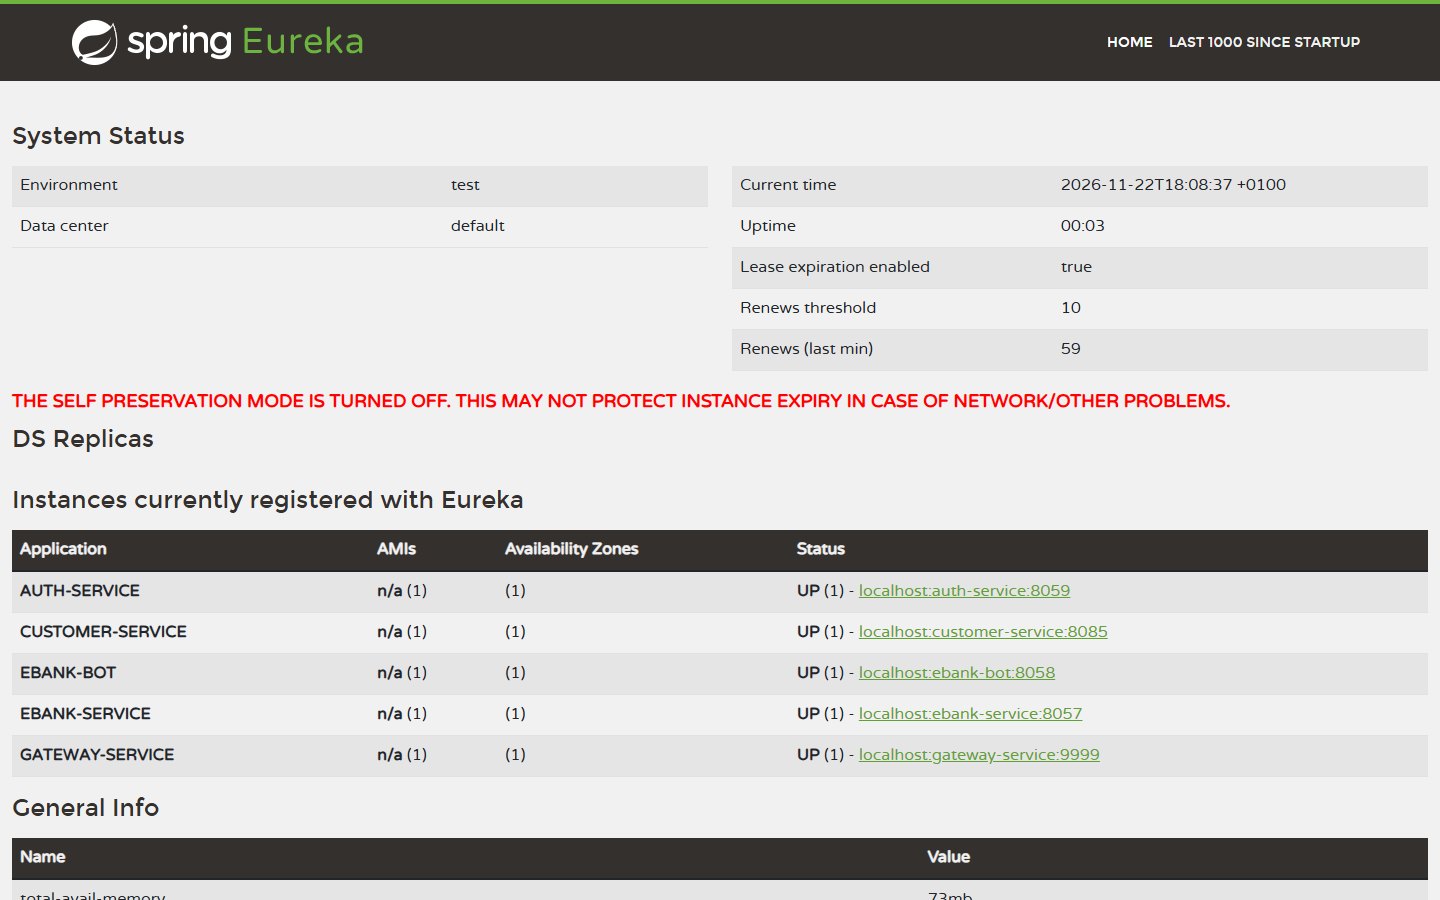 spring Eureka
HOME LAST 1000 SINCE STARTUP
System Status
Environment test
Data center default
Current time 2026-11-22T18:08:37 +0100
Uptime 00:03
Lease expiration enabled true
Renews threshold 10
Renews (last min) 59
THE SELF PRESERVATION MODE IS TURNED OFF. THIS MAY NOT PROTECT INSTANCE EXPIRY IN CASE OF NETWORK/OTHER PROBLEMS.
DS Replicas
Instances currently registered with Eureka
Application AMIs Availability Zones Status
AUTH-SERVICE n/a (1) (1) UP (1) - localhost:auth-service:8059
CUSTOMER-SERVICE n/a (1) (1) UP (1) - localhost:customer-service:8085
EBANK-BOT n/a (1) (1) UP (1) - localhost:ebank-bot:8058
EBANK-SERVICE n/a (1) (1) UP (1) - localhost:ebank-service:8057
GATEWAY-SERVICE n/a (1) (1) UP (1) - localhost:gateway-service:9999
General Info
Name Value
total-avail-memory 73mb